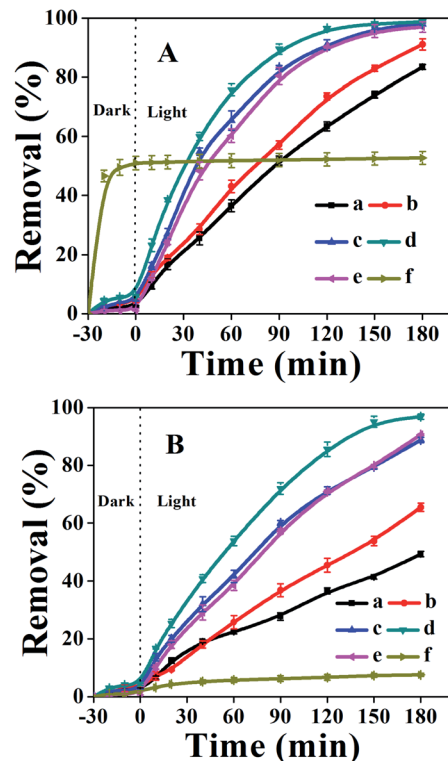 Removal (%)
100
80
60
40
20
0
A
Dark
Light
a
b
c
d
e
f
-30
0
30
60
90
120
150
180
Time (min)
Removal (%)
100
80
60
40
20
0
B
Dark
Light
a
b
c
d
e
f
-30
0
30
60
90
120
150
180
Time (min)